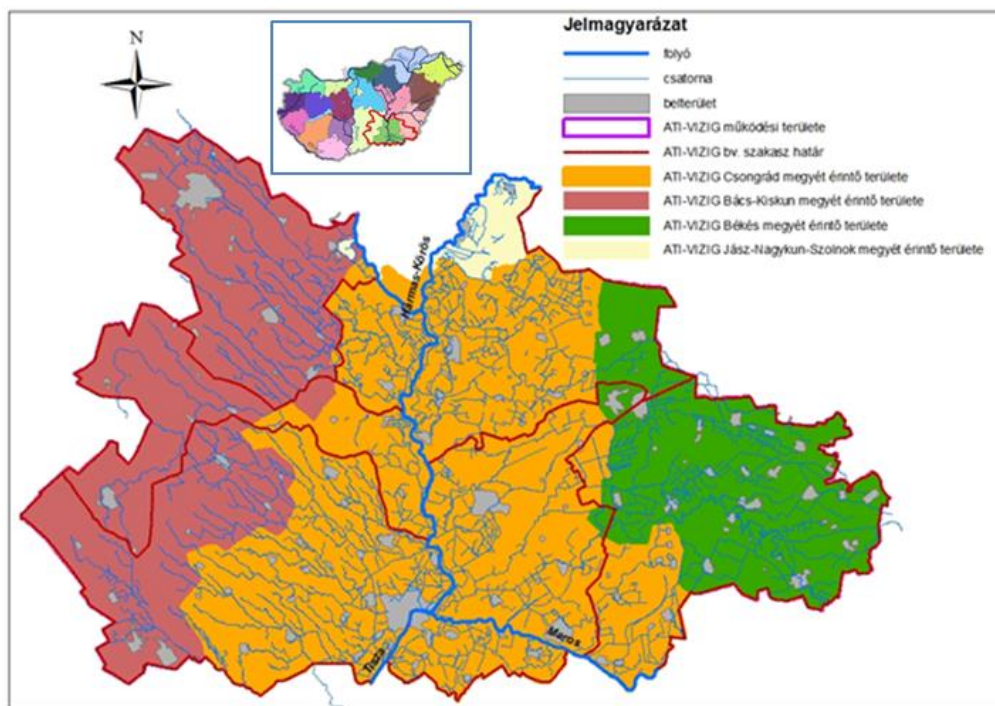 N
Jelmagyarázat
folyó
csatorna
belterület
ATI-VIZIG működési területe
ATI-VIZIG bv. szakasz határ
ATI-VIZIG Csongrád megyét érintő területe
ATI-VIZIG Bács-Kiskun megyét érintő területe
ATI-VIZIG Békés megyét érintő területe
ATI-VIZIG Jász-Nagykun-Szolnok megyét érintő területe
Hármas-Körös
Tisza
Maros